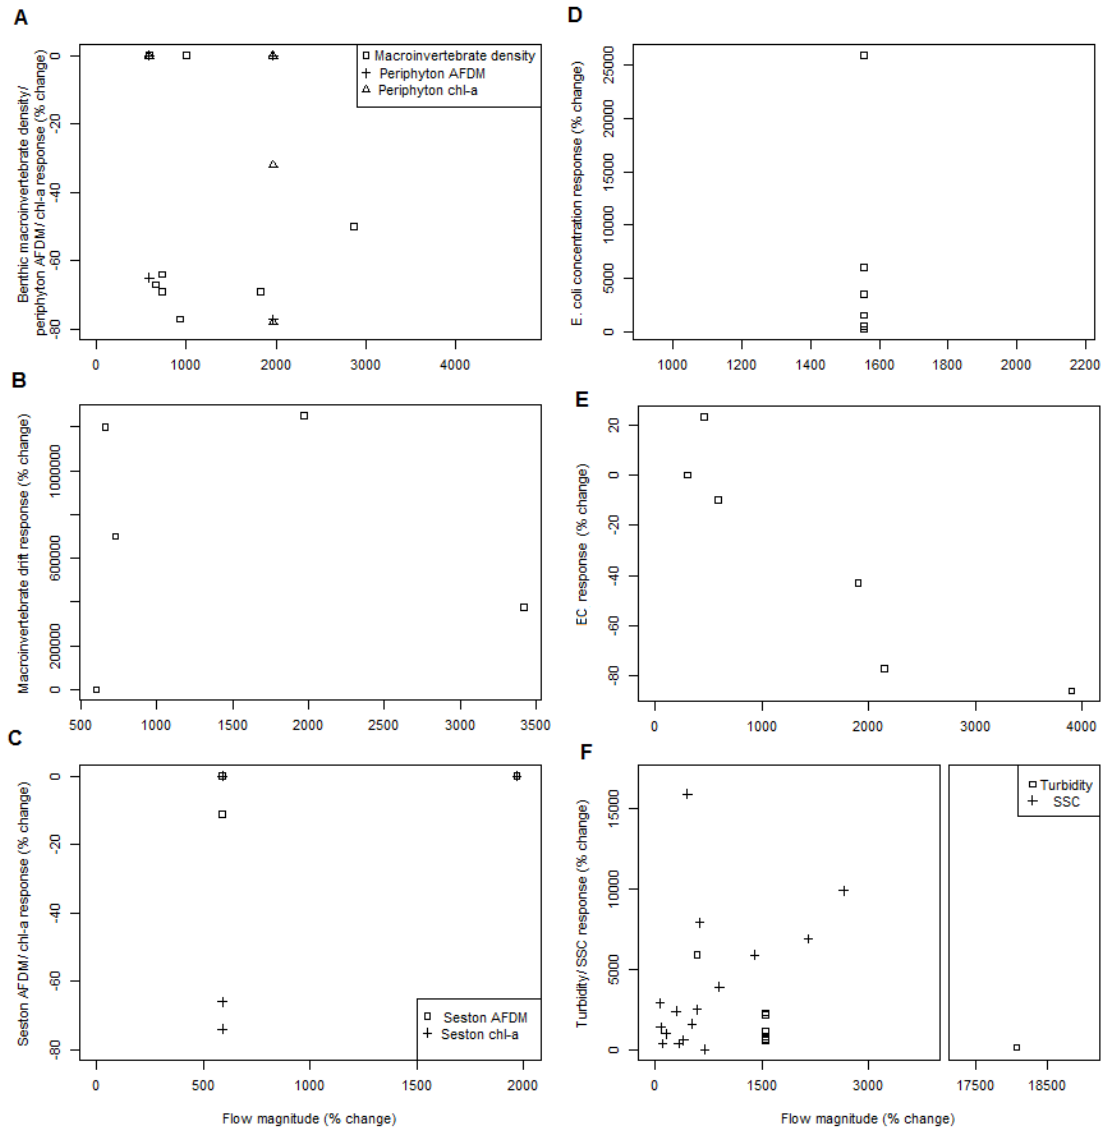 A
Benthic macroinvertebrate density/
periphyton AFDM/ chl-a response (% change)
0
-20
-40
-60
-80
Macroinvertebrate density
Periphyton AFDM
Periphyton chl-a
0 1000 2000 3000 4000
B
Macroinvertebrate drift response (% change)
1000000
600000
200000
0
500 1000 1500 2000 2500 3000 3500
C
Seston AFDM/ chl-a response (% change)
0
-20
-40
-60
-80
Seston AFDM
Seston chl-a
0 500 1000 1500 2000
Flow magnitude (% change)
D
E. coli concentration response (% change)
25000
20000
15000
10000
5000
0
1000 1200 1400 1600 1800 2000 2200
E
EC response (% change)
20
0
-20
-40
-60
-80
0 1000 2000 3000 4000
F
Turbidity/ SSC response (% change)
15000
10000
5000
0
Turbidity
SSC
0 1500 3000 17500 18500
Flow magnitude (% change)